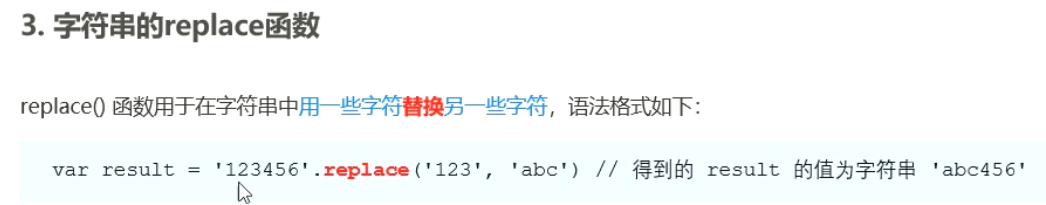 3. 字符串的replace函数
replace() 函数用于在字符串中用一些字符替换另一些字符，语法格式如下：
var result = '123456'.replace('123', 'abc') // 得到的 result 的值为字符串 'abc456'